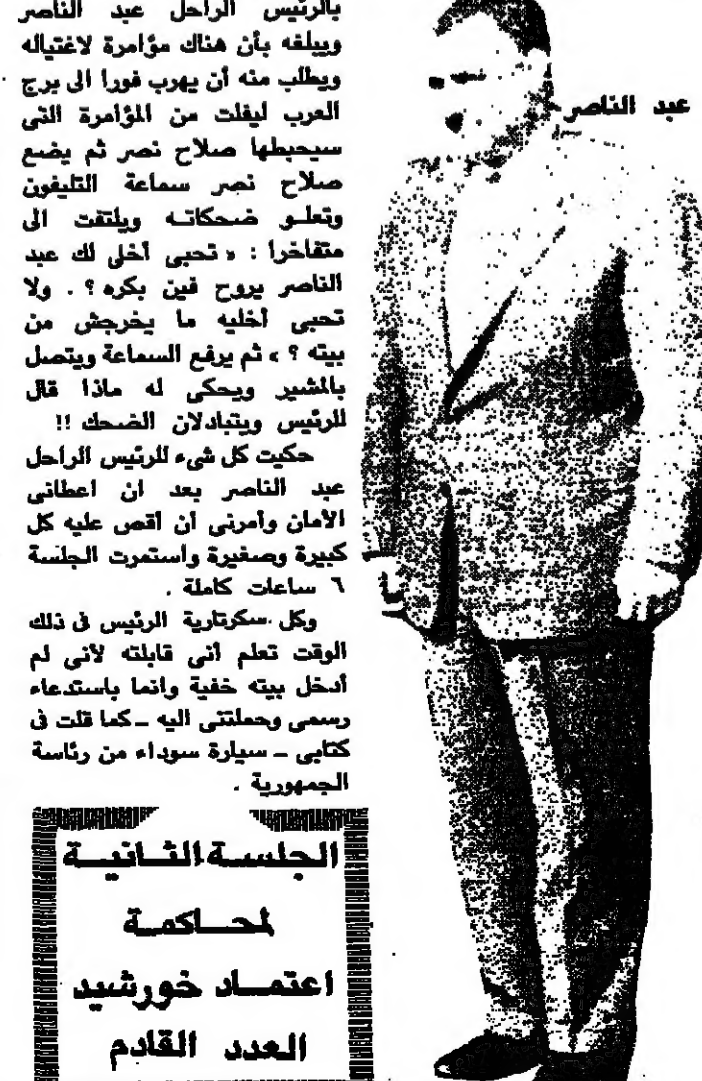 بالرئيس الراحل عبد الناصر
ويبلغه بأن هناك مؤامرة لاغتياله
ويطلب منه أن يهرب فورا الى برج
العرب ليفلت من المؤامرة التى
سيحبطها صلاح نصر ثم يضع
صلاح نصر سماعة التليفون
وتعلو ضحكاته ويلتفت الى
متفاخرا : « تحبى أخلى لك عبد
الناصر يروح فين بكره ؟ . ولا
تحبى أخليه ما يخرجش من
بيته ؟ » ثم يرفع السماعة ويتصل
بالمشير ويحكى له ماذا قال
للرئيس ويتبادلان الضحك !!
حكيت كل شىء للرئيس الراحل
عبد الناصر بعد ان اعطانى
الأمان وأمرنى أن أقص عليه كل
كبيرة وصغيرة واستمرت الجلسة
٦ ساعات كاملة .
وكل سكرتارية الرئيس فى ذلك
الوقت تعلم أنى قابلته لأنى لم
أدخل بيته خفية وانما باستدعاء
رسمى وحملتنى اليه ـ كما قلت فى
كتابى ـ سيارة سوداء من رئاسة
الجمهورية .
عبد الناصر
الجلسة الثانية
لمحاكمة
اعتماد خورشيد
العدد القادم